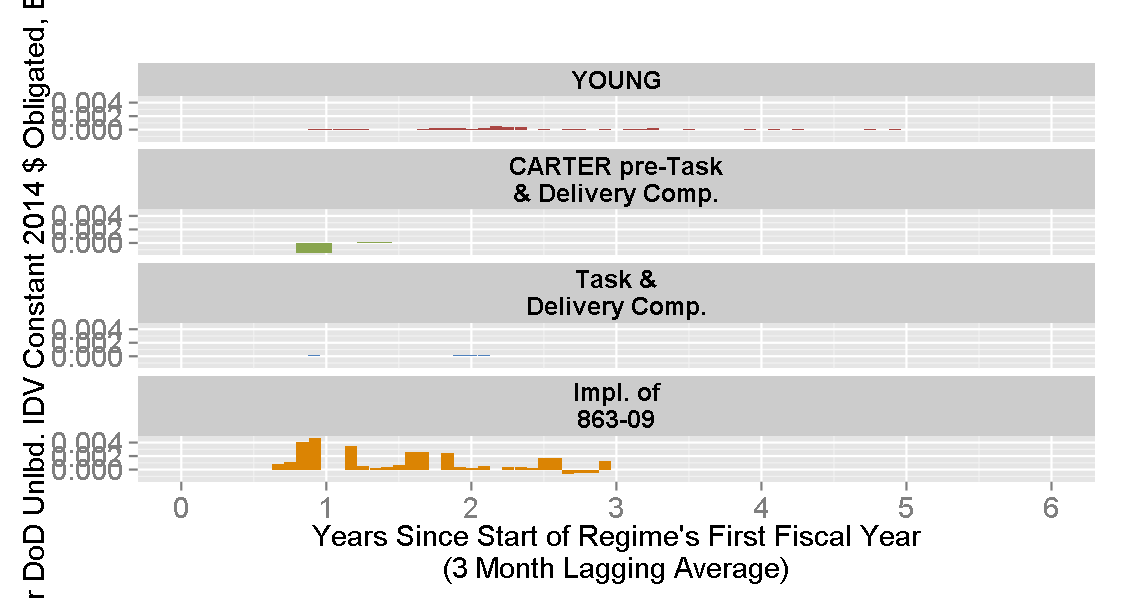 r DoD Unlbd. IDV Constant 2014 $ Obligated,
YOUNG
0.004
0.002
0.000
CARTER pre-Task
& Delivery Comp.
0.004
0.002
0.000
Task &
Delivery Comp.
0.004
0.002
0.000
Impl. of
863-09
0.004
0.002
0.000
0 1 2 3 4 5 6
Years Since Start of Regime's First Fiscal Year
(3 Month Lagging Average)